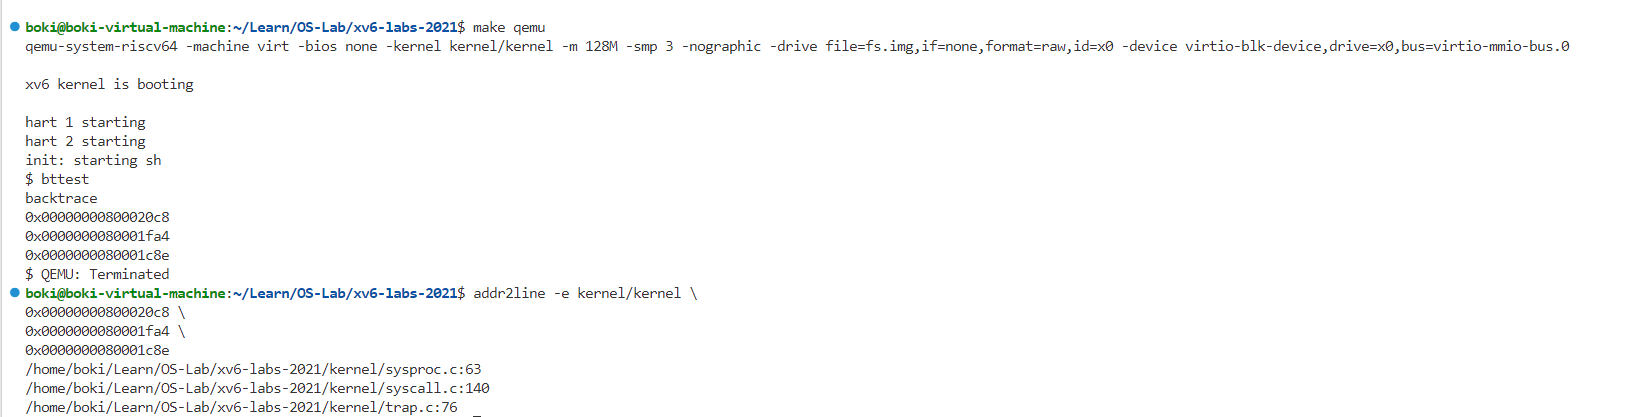 boki@boki-virtual-machine:~/Learn/OS-Lab/xv6-labs-2021$ make qemu
qemu-system-riscv64 -machine virt -bios none -kernel kernel/kernel -m 128M -smp 3 -nographic -drive file=fs.img,if=none,format=raw,id=x0 -device virtio-blk-device,drive=x0,bus=virtio-mmio-bus.0
xv6 kernel is booting
hart 1 starting
hart 2 starting
init: starting sh
$ bttest
backtrace
0x00000000800020c8
0x0000000080001fa4
0x0000000080001c8e
$ QEMU: Terminated
boki@boki-virtual-machine:~/Learn/OS-Lab/xv6-labs-2021$ addr2line -e kernel/kernel \
0x00000000800020c8 \
0x0000000080001fa4 \
0x0000000080001c8e
/home/boki/Learn/OS-Lab/xv6-labs-2021/kernel/sysproc.c:63
/home/boki/Learn/OS-Lab/xv6-labs-2021/kernel/syscall.c:140
/home/boki/Learn/OS-Lab/xv6-labs-2021/kernel/trap.c:76